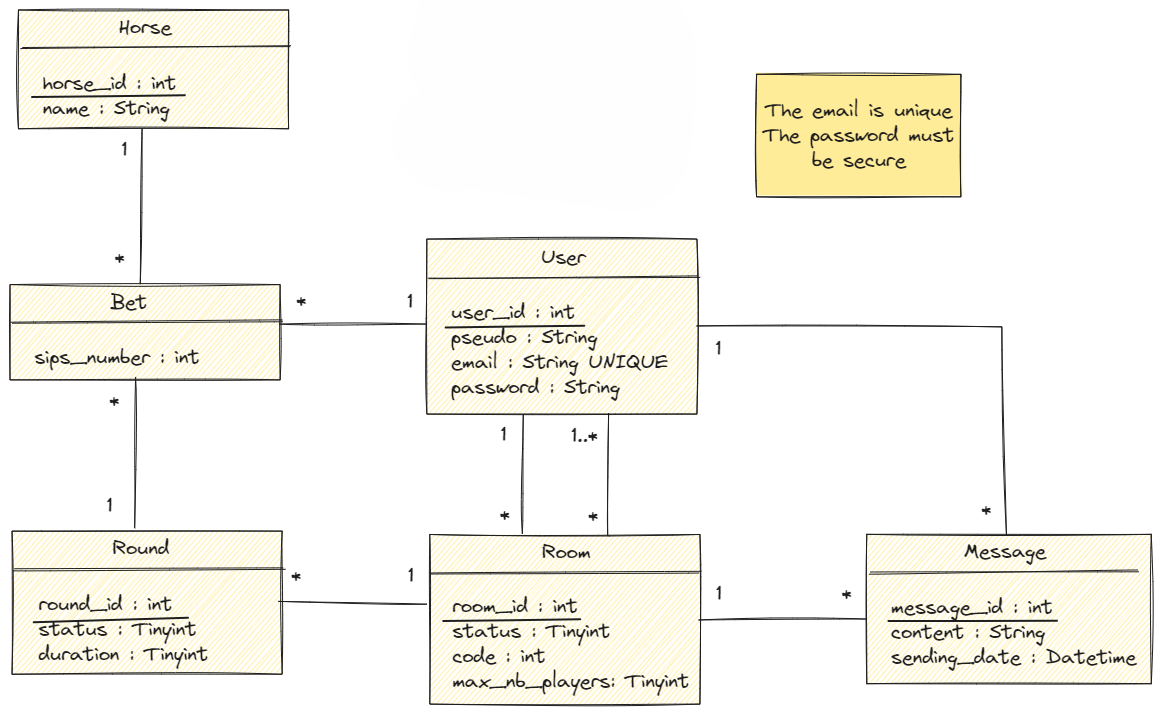 Horse
horse_id : int
name : String
The email is unique
The password must
be secure
1
*
Bet
sips_number : int
*
1
User
user_id : int
pseudo : String
email : String UNIQUE
password : String
1
*
1
*
1
*
1..*
*
Round
round_id : int
status : Tinyint
duration : Tinyint
*
1
Room
room_id : int
status : Tinyint
code : int
max_nb_players: Tinyint
1
*
Message
message_id : int
content : String
sending_date : Datetime
*
1